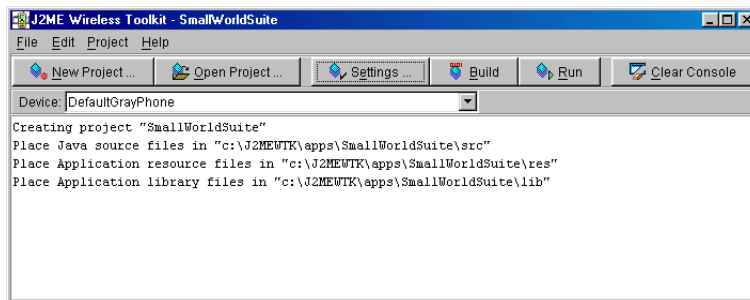 J2ME Wireless Toolkit - SmallWorldSuite
File Edit Project Help
New Project ... Open Project ... Settings ... Build Run Clear Console
Device: DefaultGrayPhone
Creating project "SmallWorldSuite"
Place Java source files in "c:\J2MEWTK\apps\SmallWorldSuite\src"
Place Application resource files in "c:\J2MEWTK\apps\SmallWorldSuite\res"
Place Application library files in "c:\J2MEWTK\apps\SmallWorldSuite\lib"